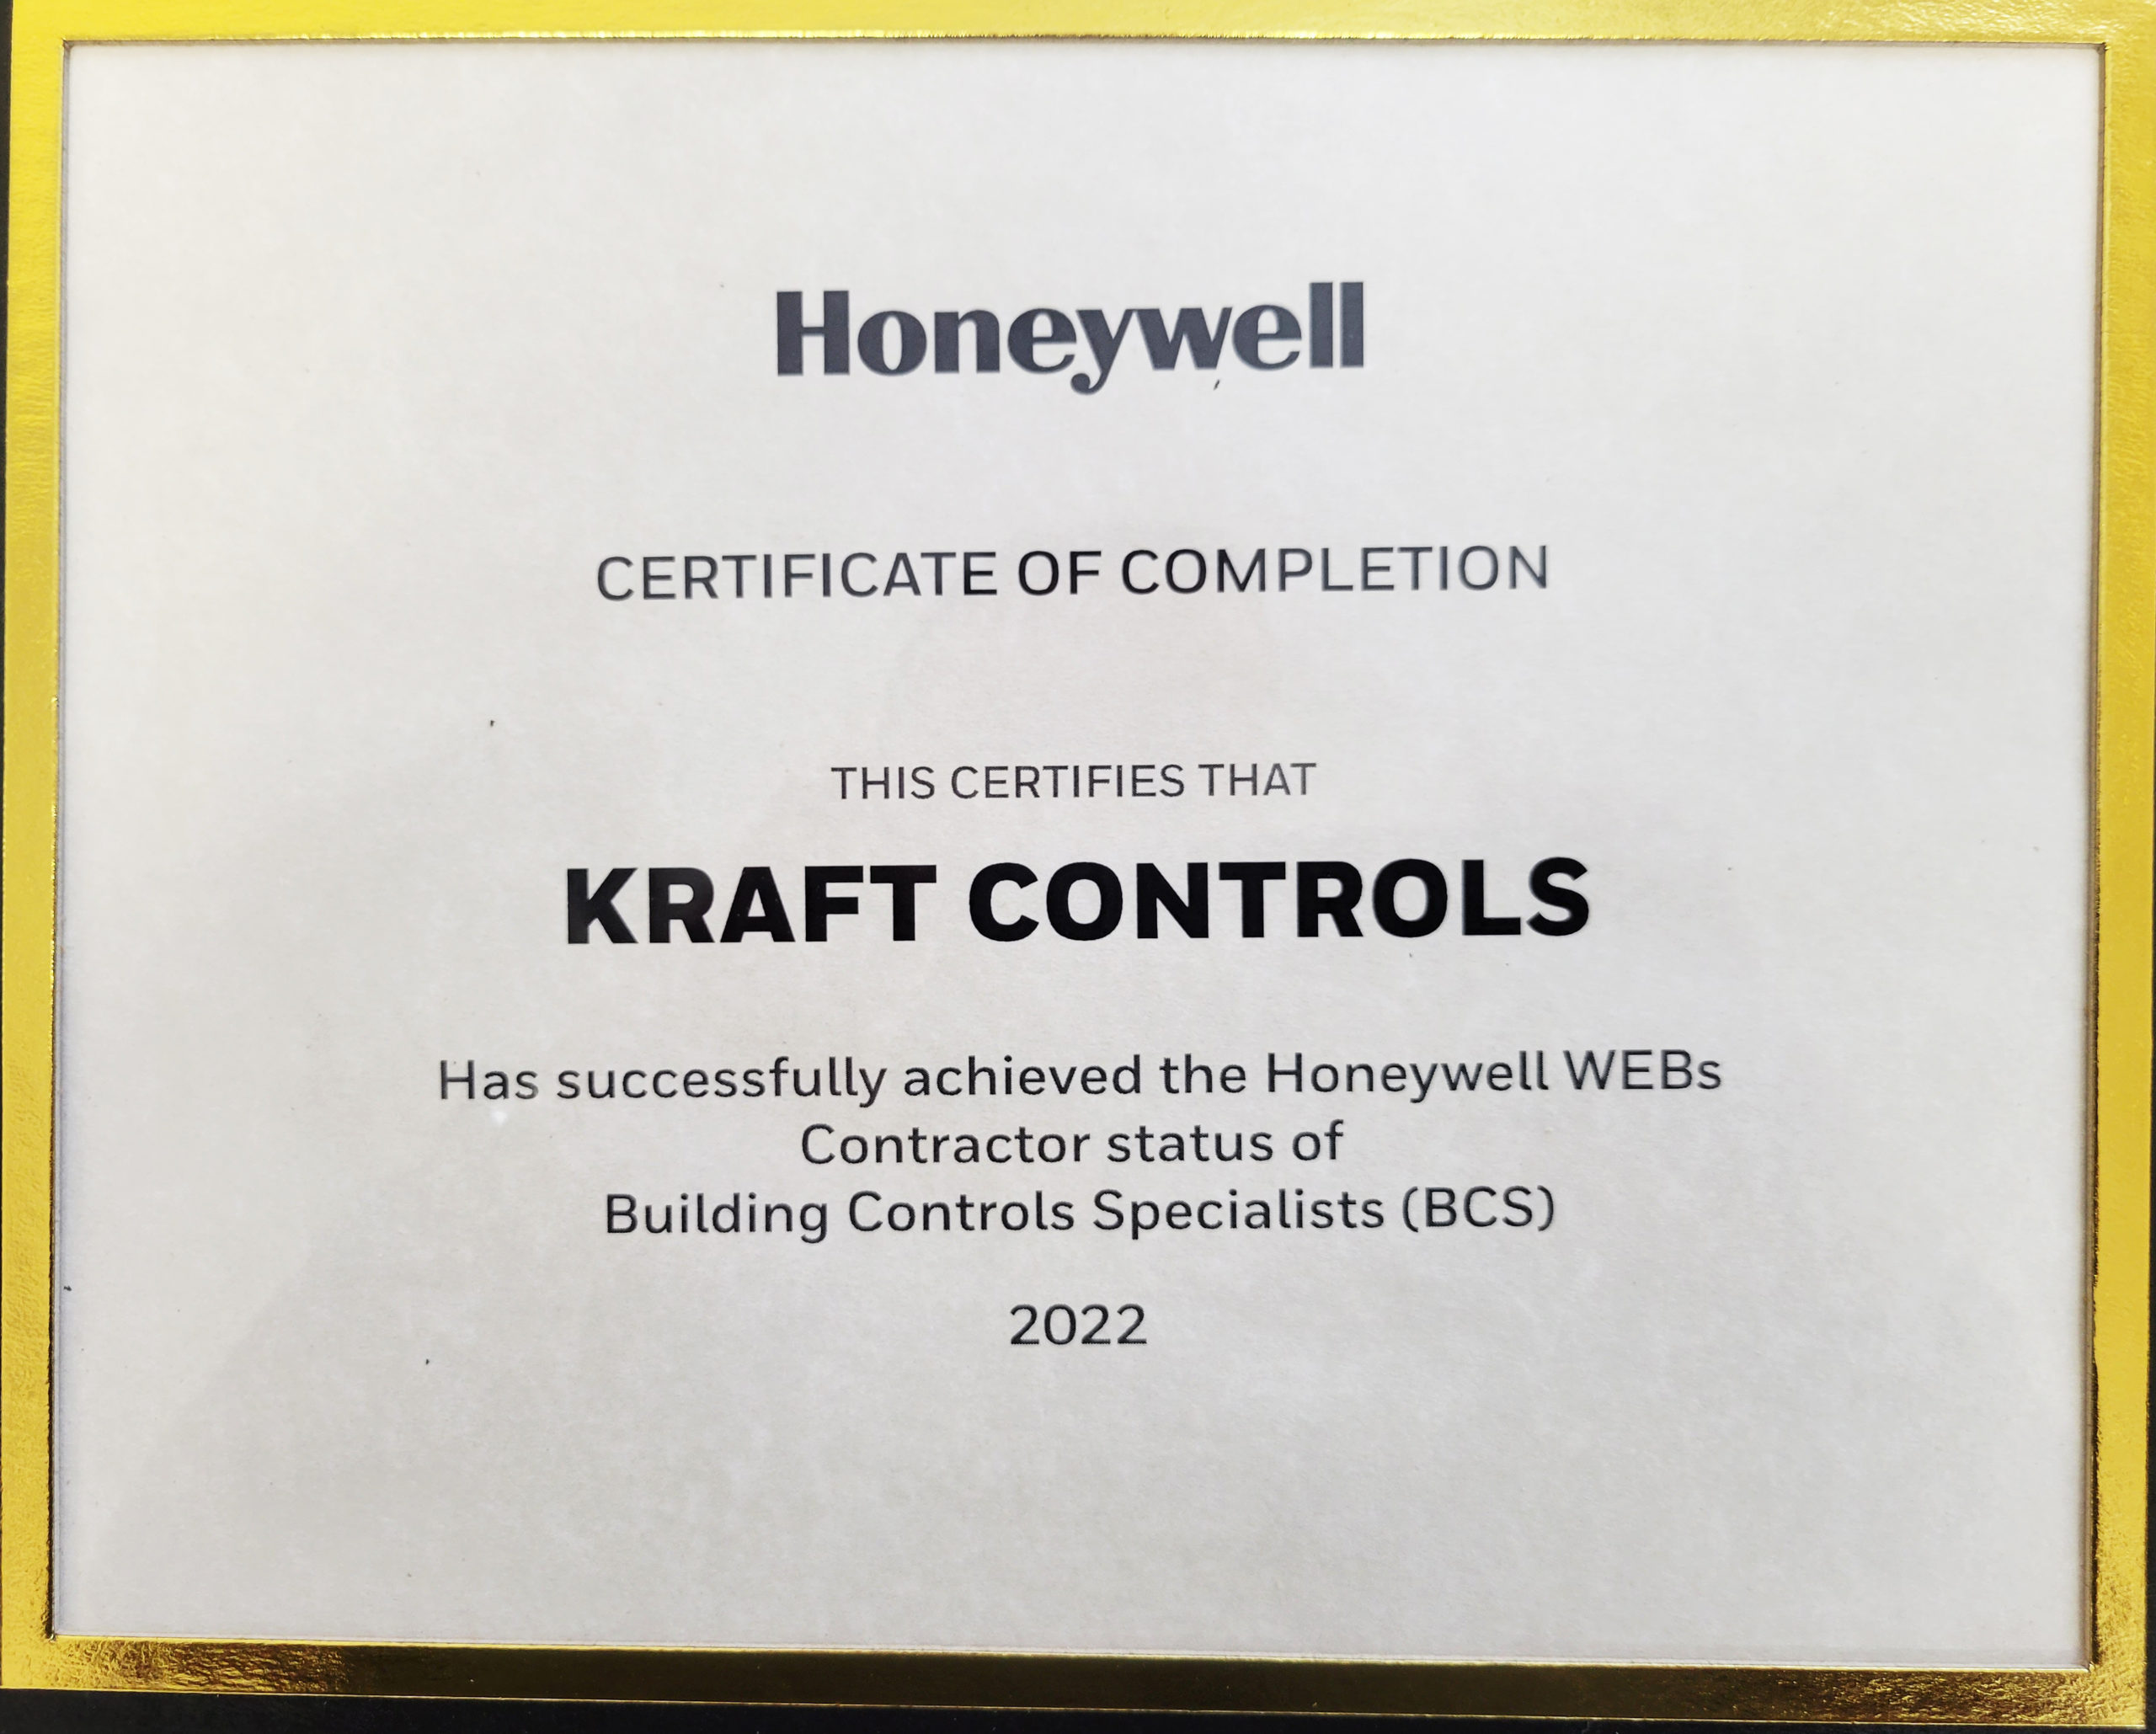 Honeywell
CERTIFICATE OF COMPLETION
THIS CERTIFIES THAT
KRAFT CONTROLS
Has successfully achieved the Honeywell WEBs
Contractor status of
Building Controls Specialists (BCS)
2022